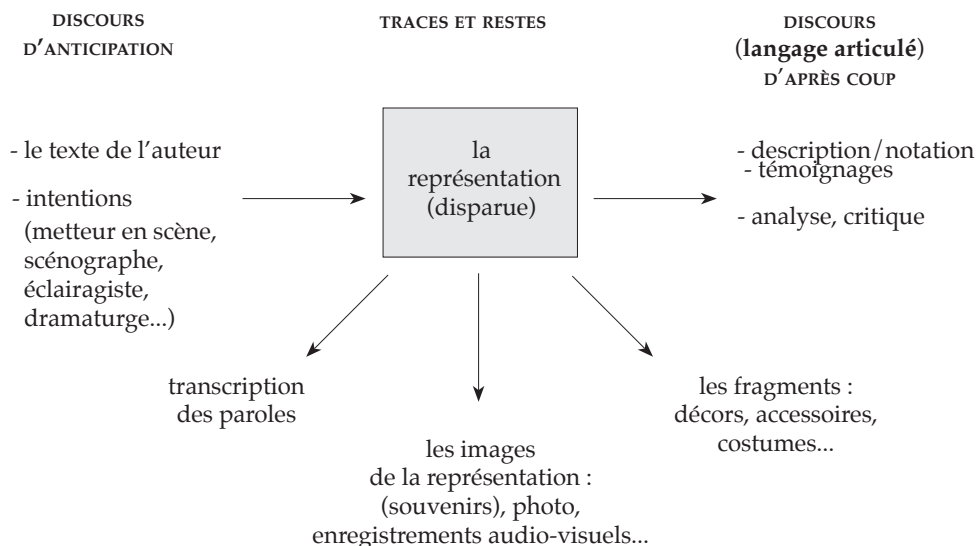 DISCOURS
D'ANTICIPATION
TRACES ET RESTES
DISCOURS
(langage articulé)
D'APRÈS COUP
- le texte de l'auteur
- intentions
(metteur en scène,
scénographe,
éclairagiste,
dramaturge...)
la
représentation
(disparue)
- description/notation
- témoignages
- analyse, critique
transcription
des paroles
les images
de la représentation :
(souvenirs), photo,
enregistrements audio-visuels...
les fragments :
décors, accessoires,
costumes...